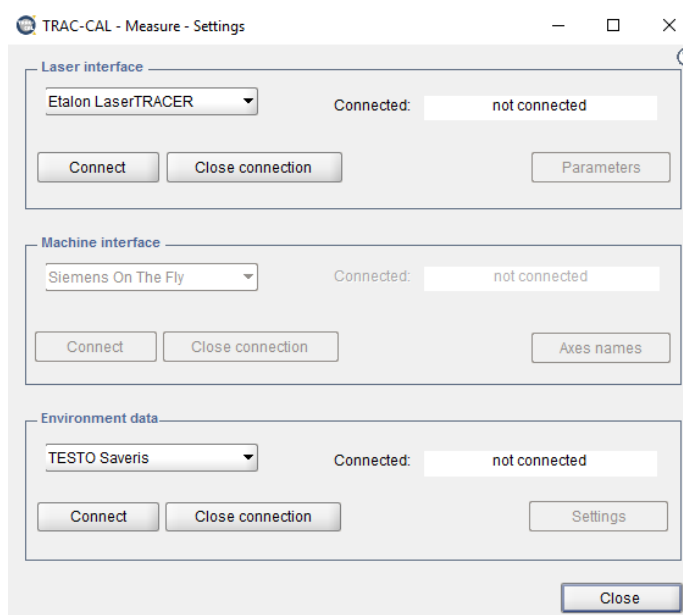 TRAC-CAL - Measure - Settings
Laser interface
Etalon LaserTRACER Connected: not connected
Connect Close connection Parameters
Machine interface
Siemens On The Fly Connected: not connected
Connect Close connection Axes names
Environment data
TESTO Saveris Connected: not connected
Connect Close connection Settings
Close